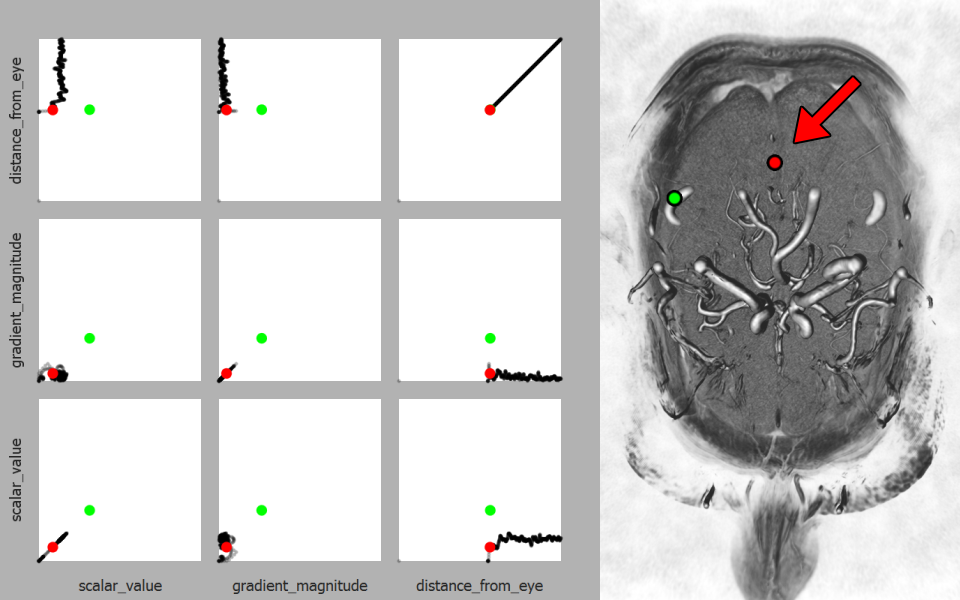 distance_from_eye
gradient_magnitude
scalar_value
scalar_value
gradient_magnitude
distance_from_eye